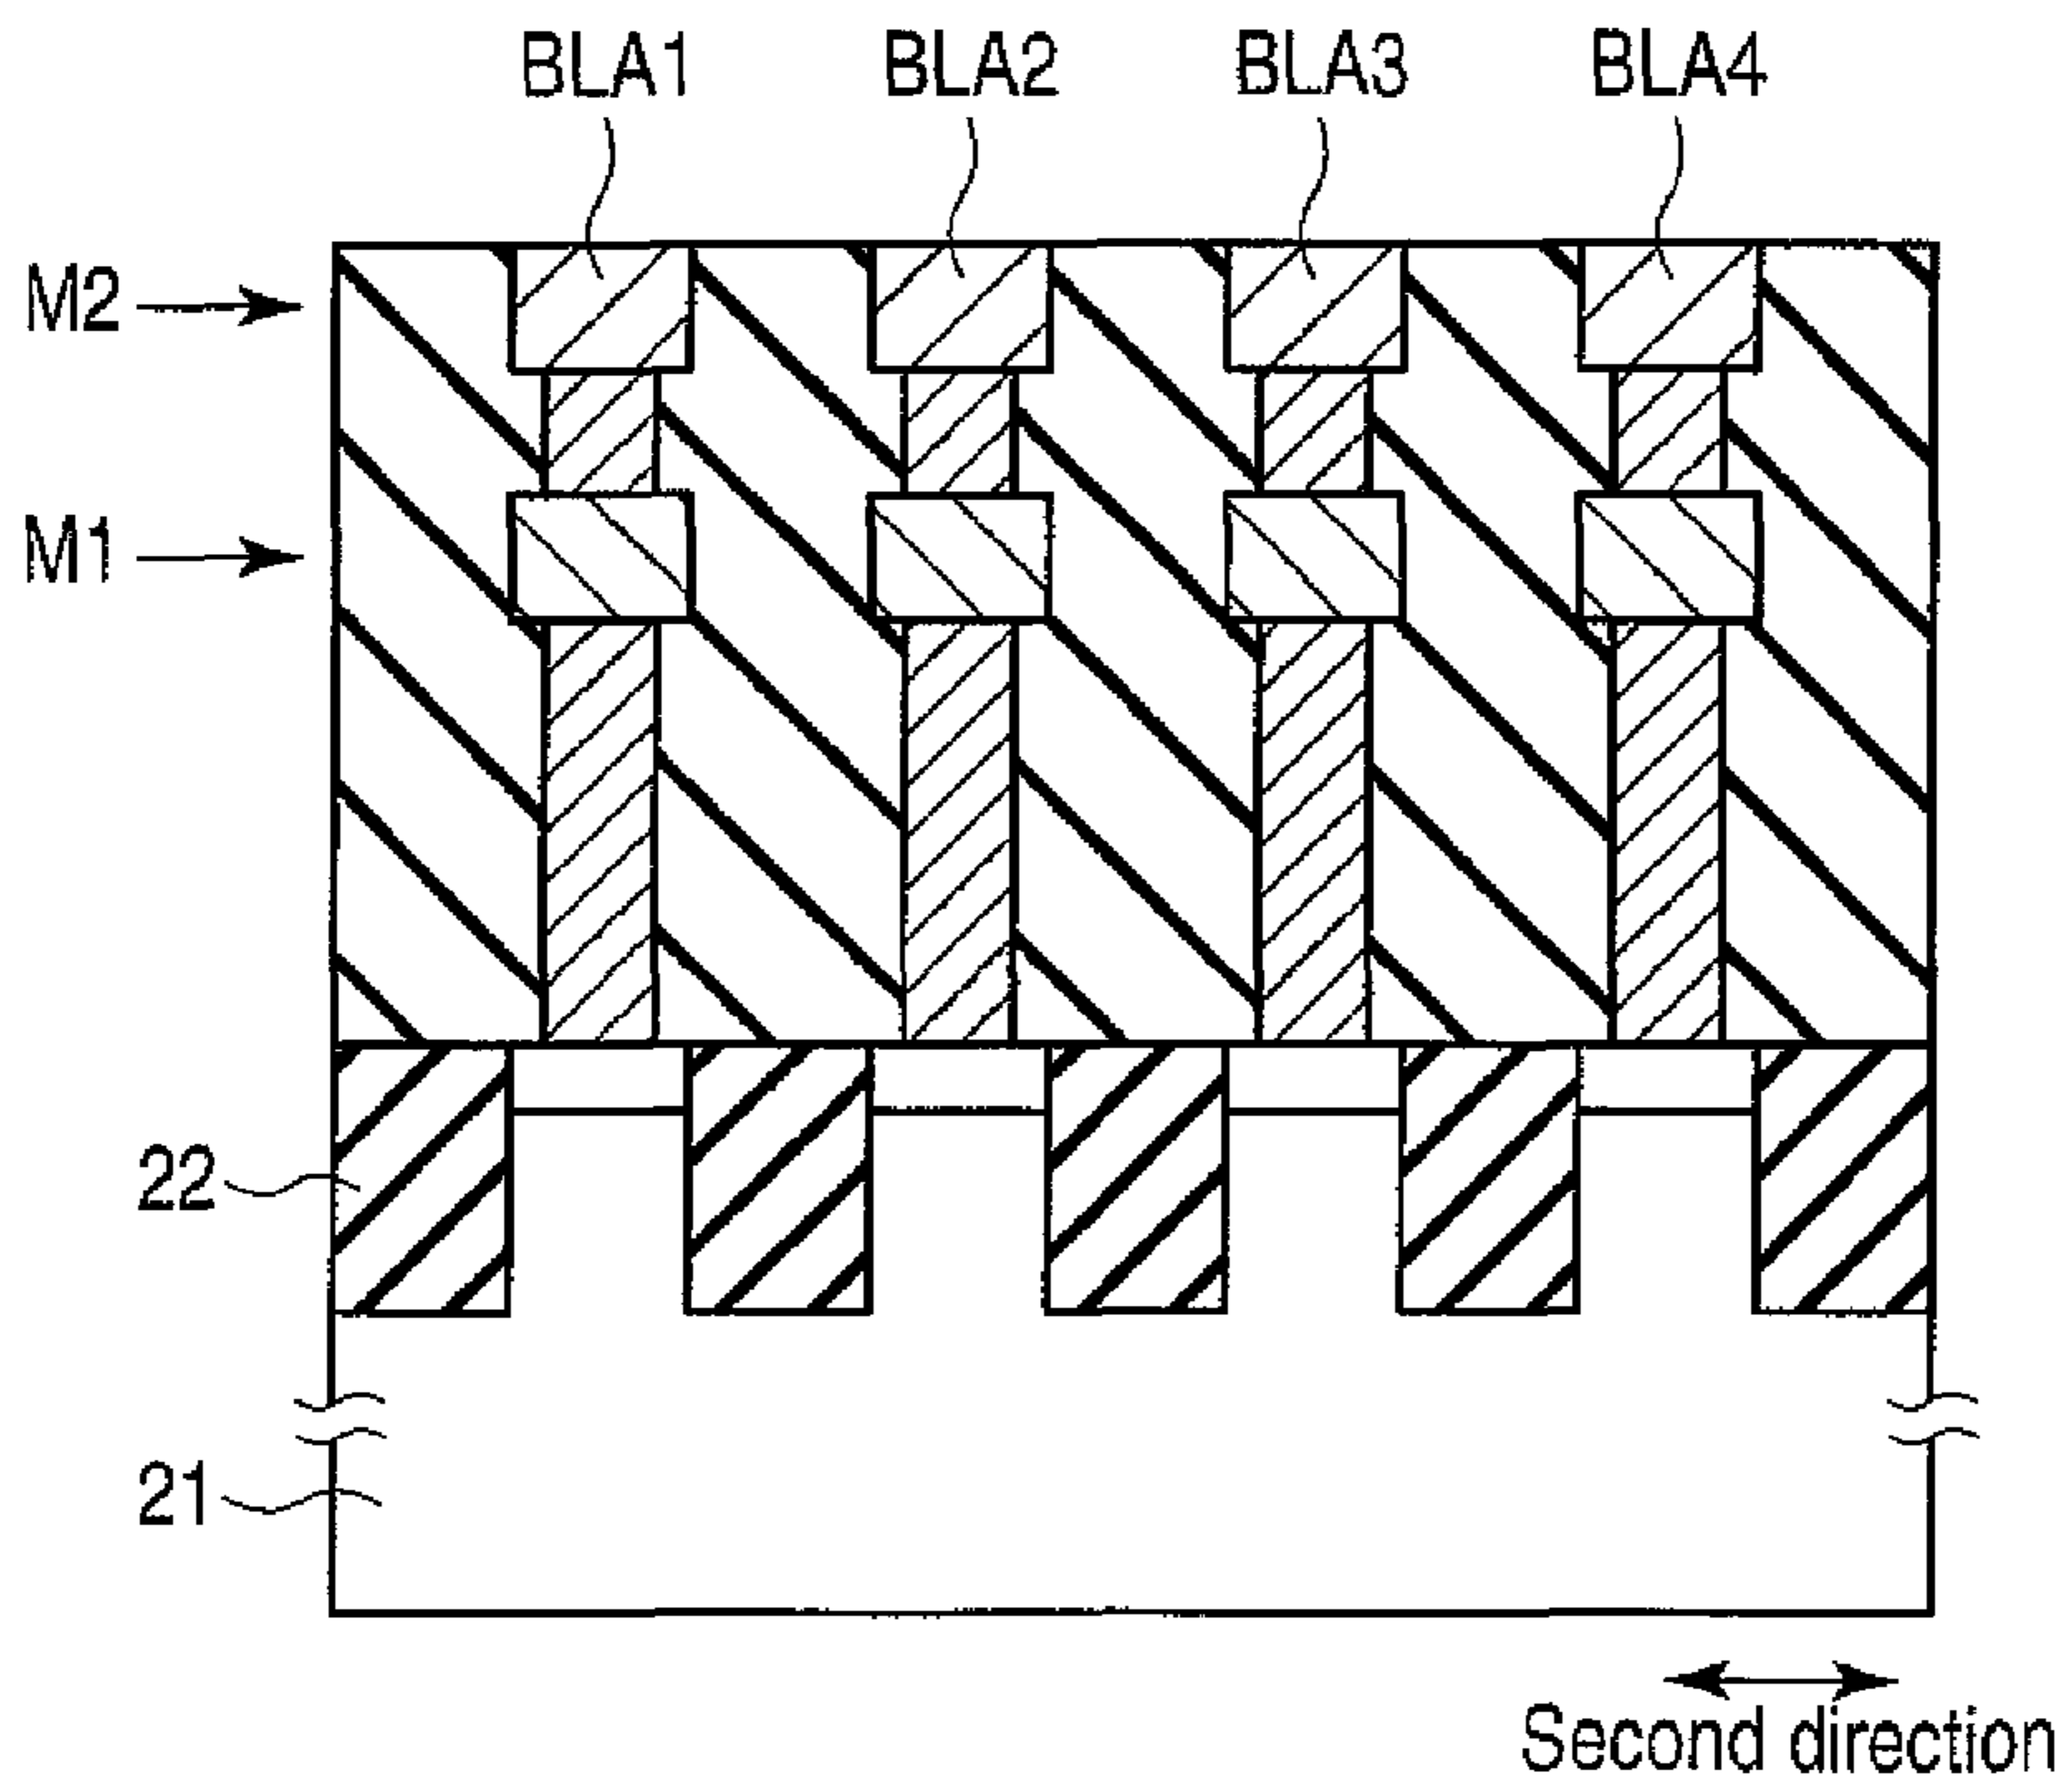 BLA1 BLA2 BLA3 BLA4
M2
M1
22
21
Second direction